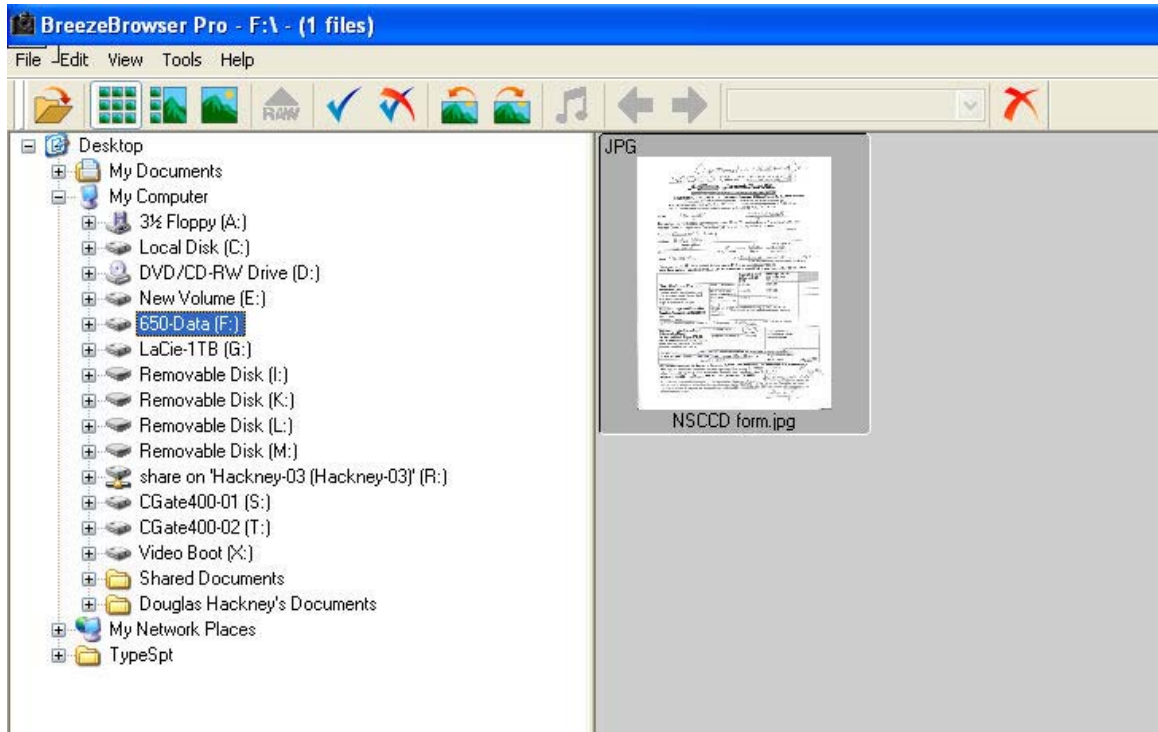 BreezeBrowser Pro - F:\ - (1 files)
File Edit View Tools Help
RAW
Desktop
My Documents
My Computer
3½ Floppy (A:)
Local Disk (C:)
DVD/CD-RW Drive (D:)
New Volume (E:)
650-Data (F:)
LaCie-1TB (G:)
Removable Disk (I:)
Removable Disk (K:)
Removable Disk (L:)
Removable Disk (M:)
share on 'Hackney-03 (Hackney-03)' (R:)
CGate400-01 (S:)
CGate400-02 (T:)
Video Boot (X:)
Shared Documents
Douglas Hackney's Documents
My Network Places
TypeSpt
JPG
NSCCD form.jpg